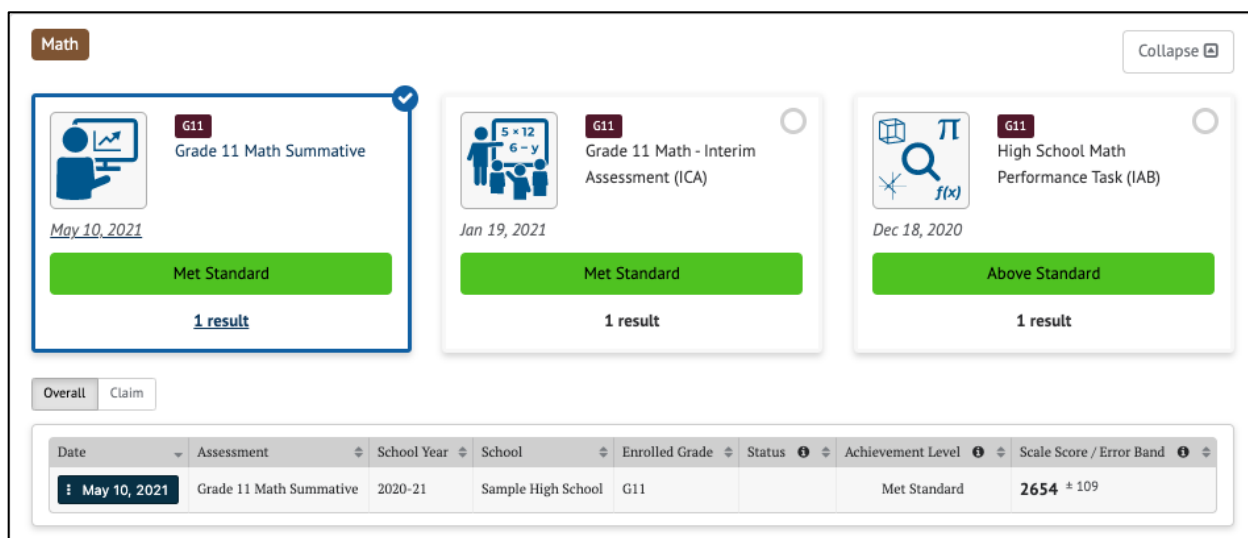 Math
Collapse
G11
Grade 11 Math Summative
May 10, 2021
Met Standard
1 result
5 × 12
6 – y
G11
Grade 11 Math - Interim
Assessment (ICA)
Jan 19, 2021
Met Standard
1 result
π
f(x)
G11
High School Math
Performance Task (IAB)
Dec 18, 2020
Above Standard
1 result
Overall Claim
Date Assessment School Year School Enrolled Grade Status Achievement Level Scale Score / Error Band
May 10, 2021 Grade 11 Math Summative 2020-21 Sample High School G11 Met Standard 2654 ± 109